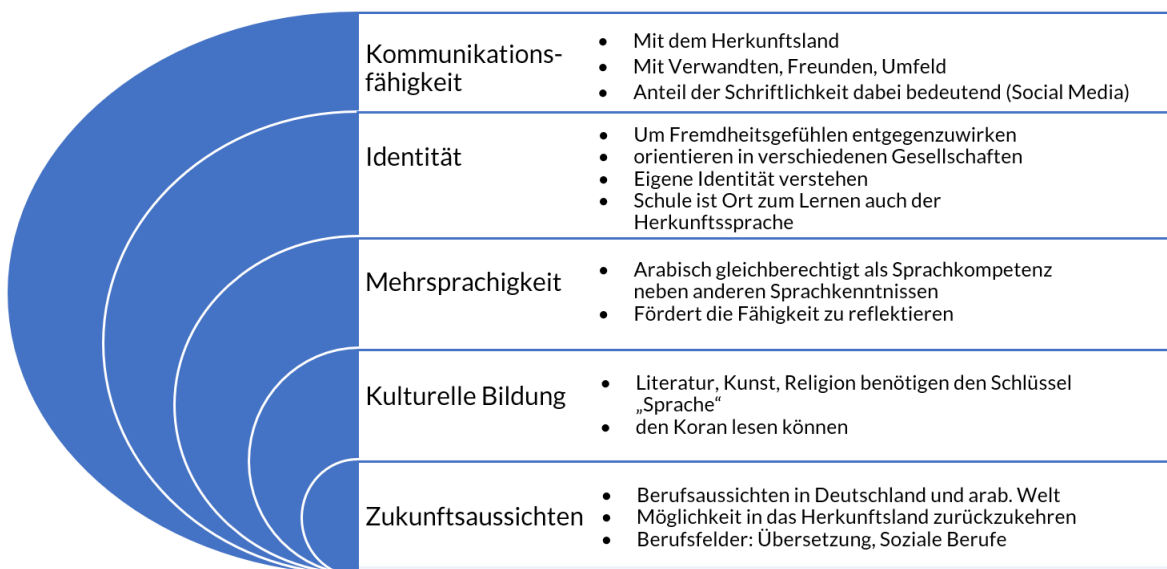 Kommunikations-
fähigkeit
• Mit dem Herkunftsland
• Mit Verwandten, Freunden, Umfeld
• Anteil der Schriftlichkeit dabei bedeutend (Social Media)
Identität
• Um Fremdheitsgefühlen entgegenzuwirken
• orientieren in verschiedenen Gesellschaften
• Eigene Identität verstehen
• Schule ist Ort zum Lernen auch der
Herkunftssprache
Mehrsprachigkeit
• Arabisch gleichberechtigt als Sprachkompetenz
neben anderen Sprachkenntnissen
• Fördert die Fähigkeit zu reflektieren
Kulturelle Bildung
• Literatur, Kunst, Religion benötigen den Schlüssel
„Sprache“
• den Koran lesen können
Zukunftsaussichten
• Berufsaussichten in Deutschland und arab. Welt
• Möglichkeit in das Herkunftsland zurückzukehren
• Berufsfelder: Übersetzung, Soziale Berufe